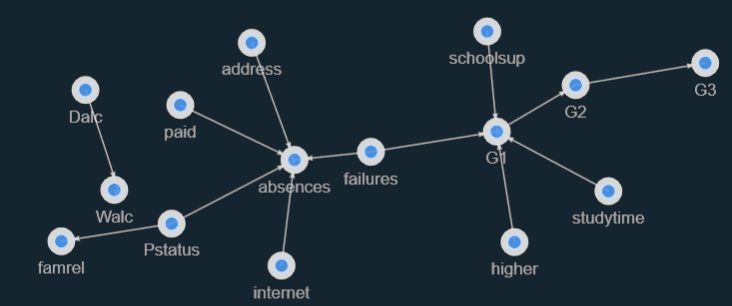 schoolsup
address
G3
G2
Dalc
paid
G1
absences
failures
Walc
studytime
Pstatus
famrel
higher
internet